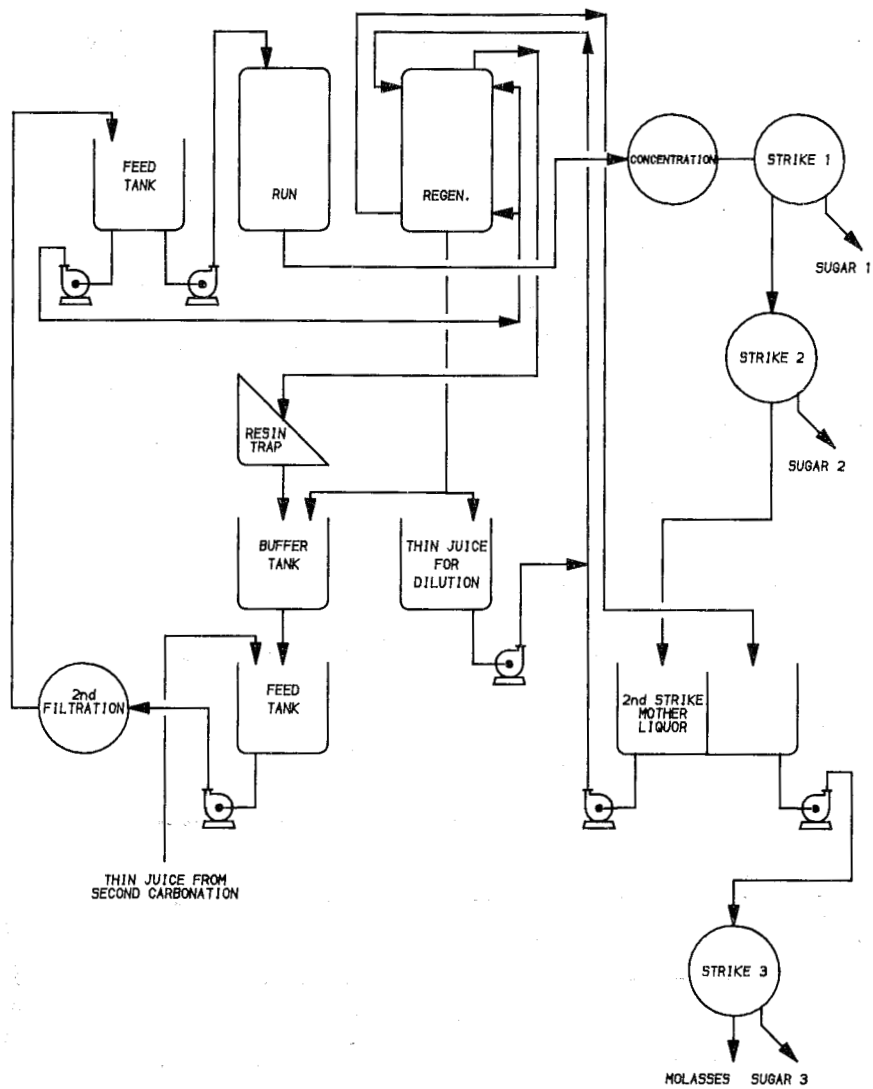 FEED
TANK
RUN
REGEN.
CONCENTRATION
STRIKE 1
SUGAR 1
STRIKE 2
SUGAR 2
RESIN
TRAP
BUFFER
TANK
THIN JUICE
FOR
DILUTION
2nd
FILTRATION
FEED
TANK
2nd STRIKE
MOTHER
LIQUOR
THIN JUICE FROM
SECOND CARBONATION
STRIKE 3
MOLASSES
SUGAR 3